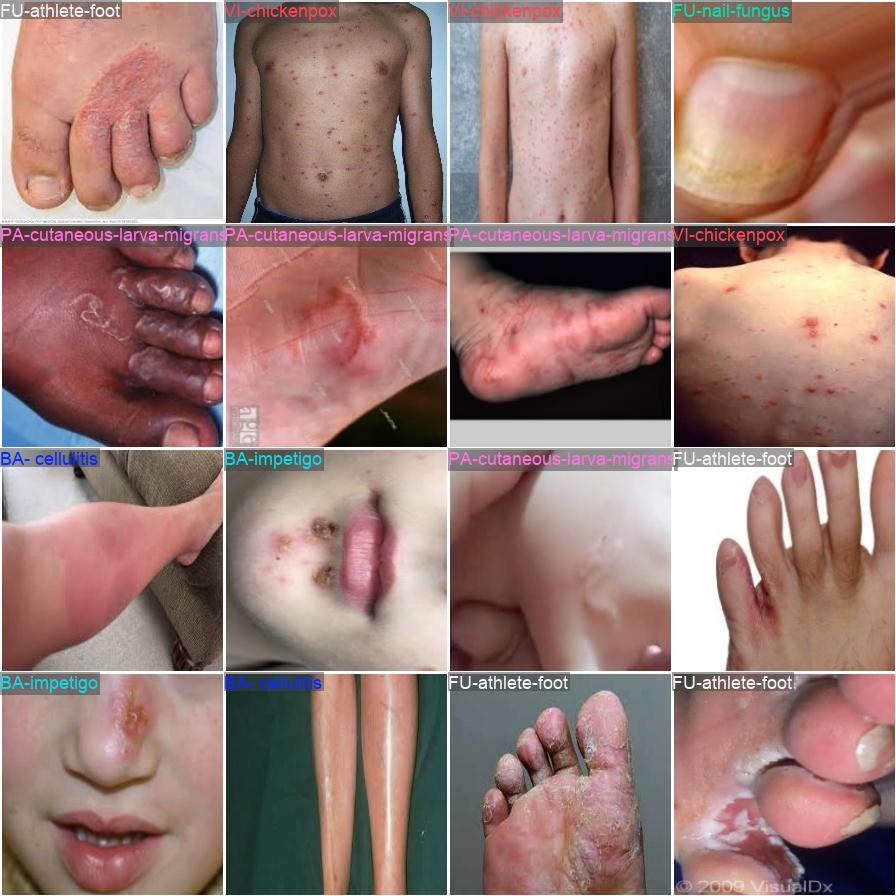 FU-athlete-foot
VI-chickenpox
VI-chickenpox
FU-nail-fungus
PA-cutaneous-larva-migrans
PA-cutaneous-larva-migrans
PA-cutaneous-larva-migrans
VI-chickenpox
BA- cellulitis
BA-impetigo
PA-cutaneous-larva-migrans
FU-athlete-foot
BA-impetigo
BA- cellulitis
FU-athlete-foot
FU-athlete-foot
© 2009 VisualDx